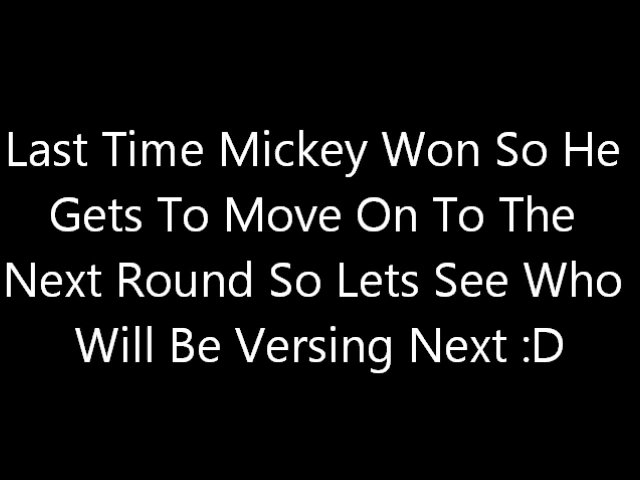 Last Time Mickey Won So He
Gets To Move On To The
Next Round So Lets See Who
Will Be Versing Next :D